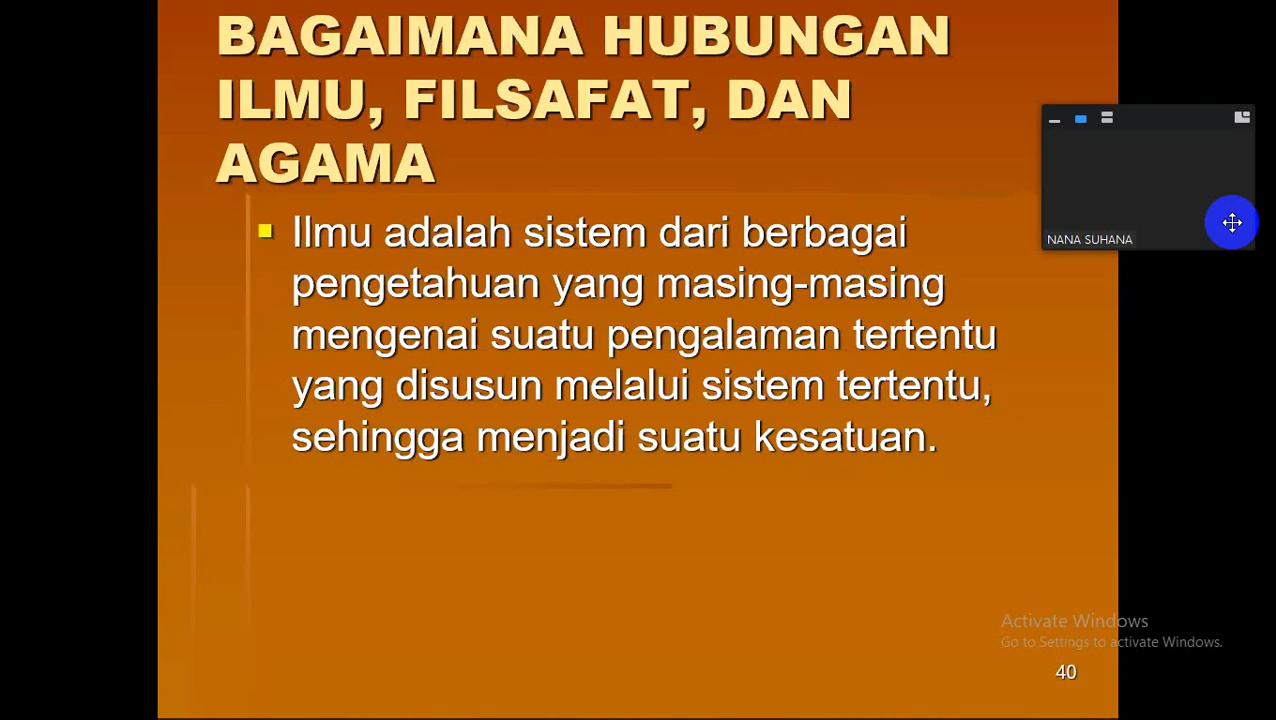 BAGAIMANA HUBUNGAN
ILMU, FILSAFAT, DAN
AGAMA
Ilmu adalah sistem dari berbagai
pengetahuan yang masing-masing
mengenai suatu pengalaman tertentu
yang disusun melalui sistem tertentu,
sehingga menjadi suatu kesatuan.
NANA SUHANA
Activate Windows
Go to Settings to activate Windows.
40